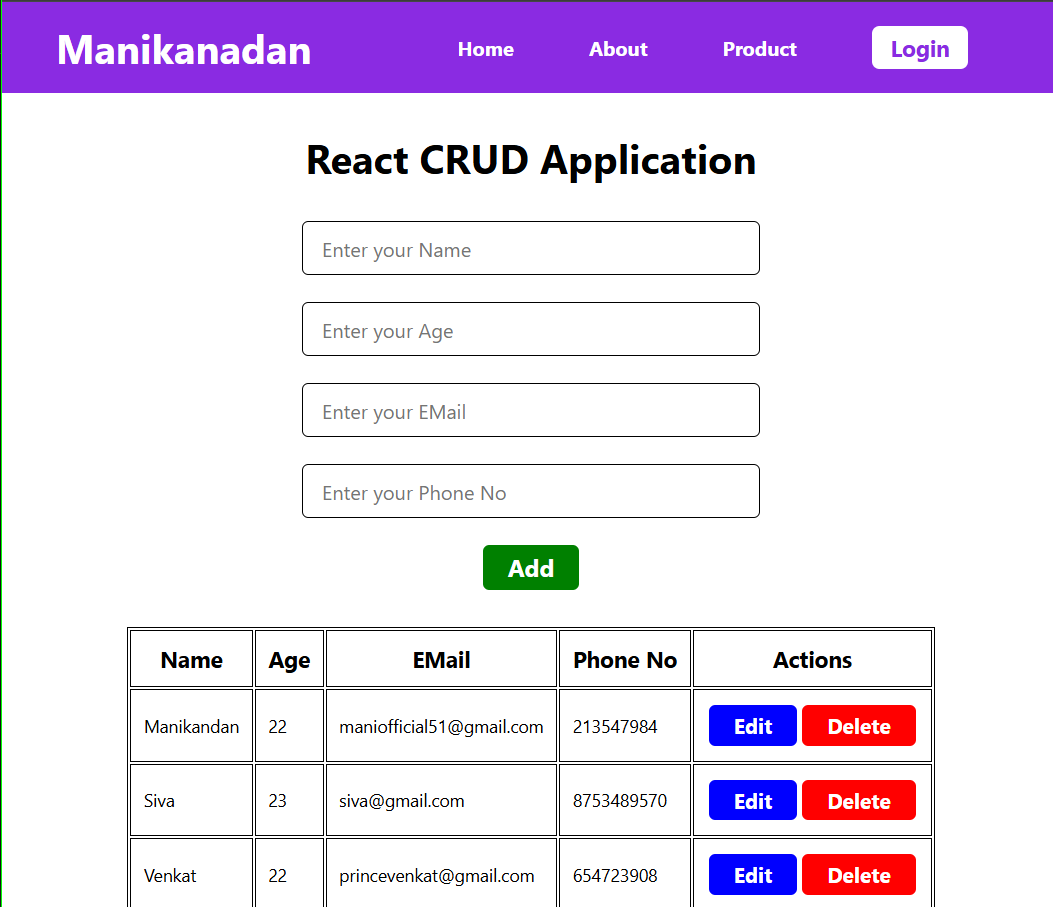 Manikanadan Home About Product Login
React CRUD Application
Enter your Name
Enter your Age
Enter your EMail
Enter your Phone No
Add
Name Age EMail Phone No Actions
Manikandan 22 maniofficial51@gmail.com 213547984 Edit Delete
Siva 23 siva@gmail.com 8753489570 Edit Delete
Venkat 22 princevenkat@gmail.com 654723908 Edit Delete